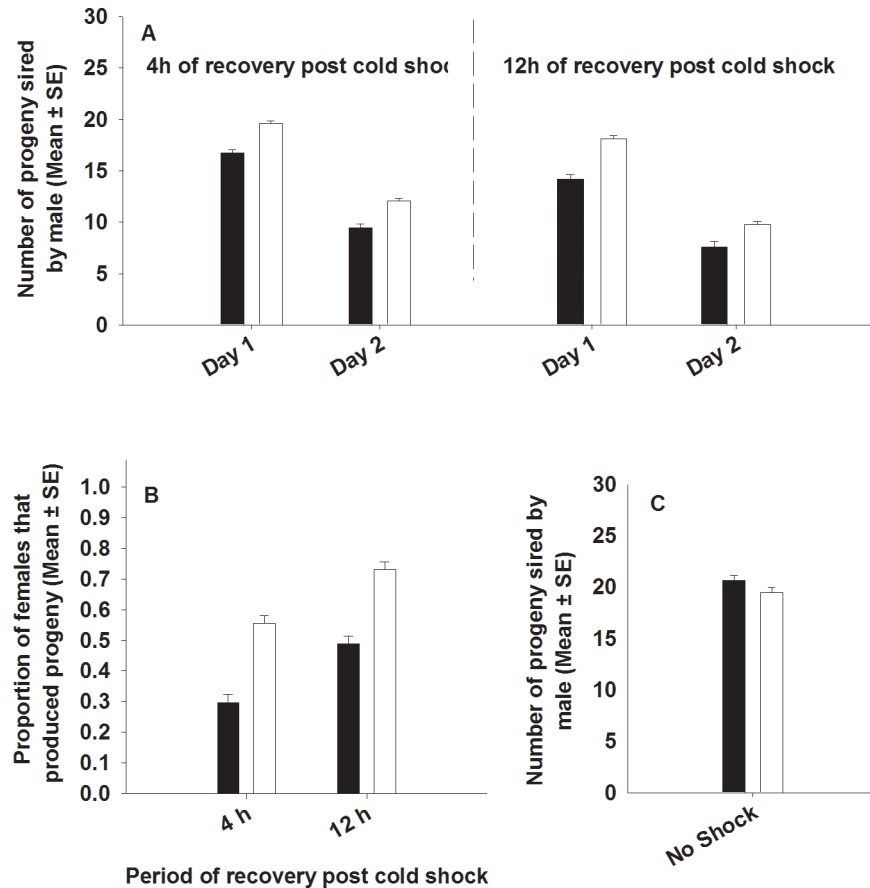 A
4h of recovery post cold shoc
12h of recovery post cold shock
Number of progeny sired
by male (Mean ± SE)
30
25
20
15
10
5
0
Day 1
Day 2
Day 1
Day 2
B
Proportion of females that
produced progeny (Mean ± SE)
1.0
0.9
0.8
0.7
0.6
0.5
0.4
0.3
0.2
0.1
0.0
4 h
12 h
Period of recovery post cold shock
C
Number of progeny sired by
male (Mean ± SE)
30
25
20
15
10
5
0
No Shock